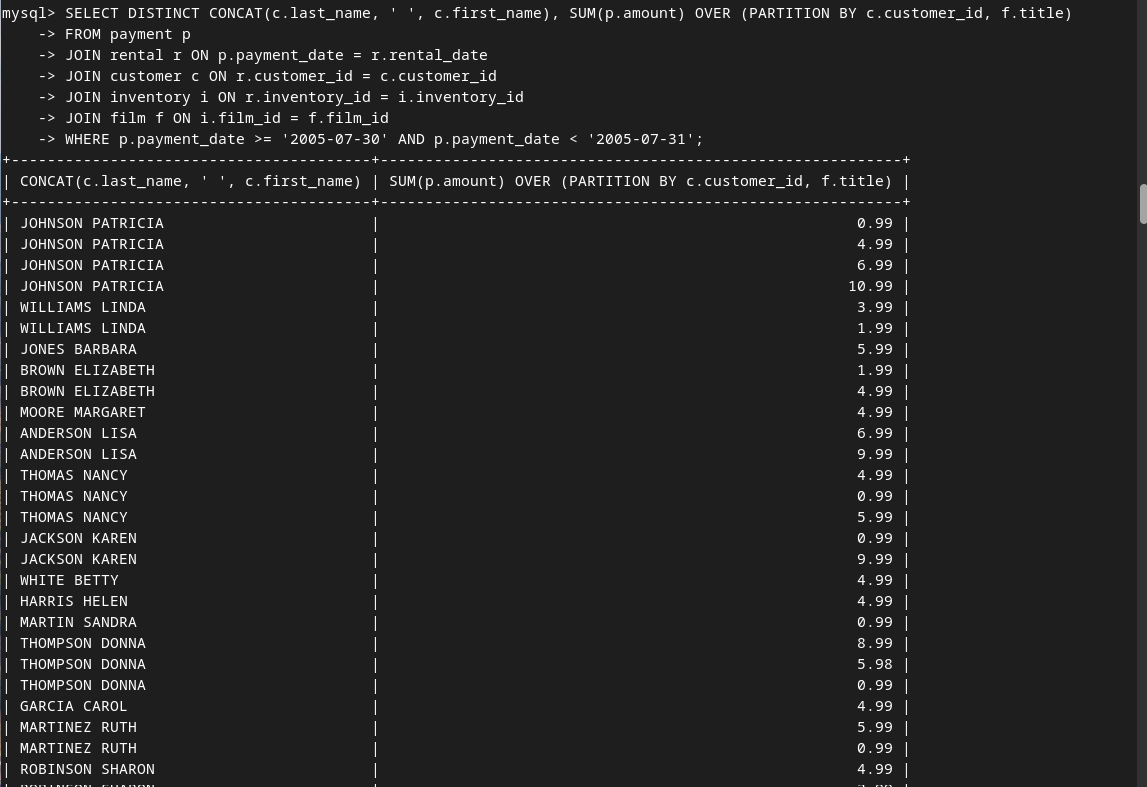 mysql> SELECT DISTINCT CONCAT(c.last_name, ' ', c.first_name), SUM(p.amount) OVER (PARTITION BY c.customer_id, f.title)
    -> FROM payment p
    -> JOIN rental r ON p.payment_date = r.rental_date
    -> JOIN customer c ON r.customer_id = c.customer_id
    -> JOIN inventory i ON r.inventory_id = i.inventory_id
    -> JOIN film f ON i.film_id = f.film_id
    -> WHERE p.payment_date >= '2005-07-30' AND p.payment_date < '2005-07-31';
+----------------------------------------+----------------------------------------------------------+
| CONCAT(c.last_name, ' ', c.first_name) | SUM(p.amount) OVER (PARTITION BY c.customer_id, f.title) |
+----------------------------------------+----------------------------------------------------------+
| JOHNSON PATRICIA | 0.99 |
| JOHNSON PATRICIA | 4.99 |
| JOHNSON PATRICIA | 6.99 |
| JOHNSON PATRICIA | 10.99 |
| WILLIAMS LINDA | 3.99 |
| WILLIAMS LINDA | 1.99 |
| JONES BARBARA | 5.99 |
| BROWN ELIZABETH | 1.99 |
| BROWN ELIZABETH | 4.99 |
| MOORE MARGARET | 4.99 |
| ANDERSON LISA | 6.99 |
| ANDERSON LISA | 9.99 |
| THOMAS NANCY | 4.99 |
| THOMAS NANCY | 0.99 |
| THOMAS NANCY | 5.99 |
| JACKSON KAREN | 0.99 |
| JACKSON KAREN | 9.99 |
| WHITE BETTY | 4.99 |
| HARRIS HELEN | 4.99 |
| MARTIN SANDRA | 0.99 |
| THOMPSON DONNA | 8.99 |
| THOMPSON DONNA | 5.98 |
| THOMPSON DONNA | 0.99 |
| GARCIA CAROL | 4.99 |
| MARTINEZ RUTH | 5.99 |
| MARTINEZ RUTH | 0.99 |
| ROBINSON SHARON | 4.99 |